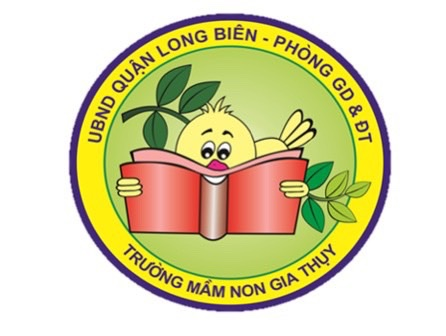 UBND QUẬN LONG BIÊN - PHÒNG GD & ĐT
TRƯỜNG MẦM NON GIA THỤY